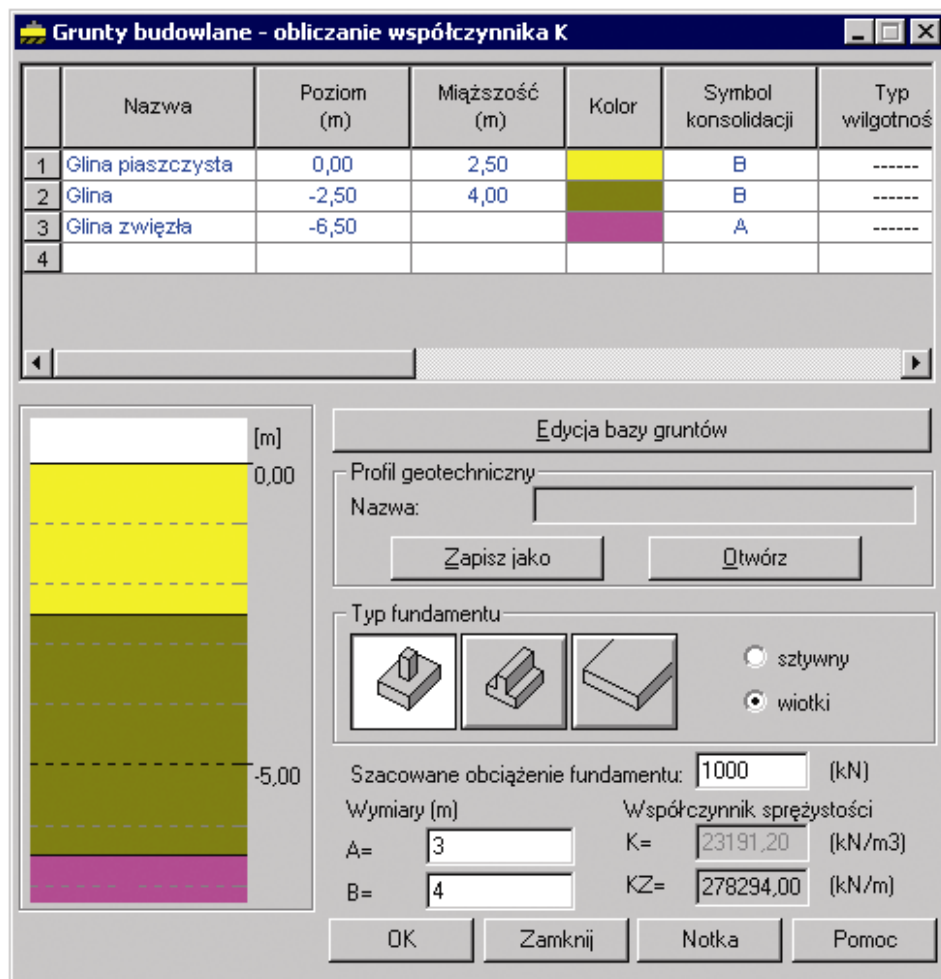 Grunty budowlane - obliczanie współczynnika K
Nazwa Poziom (m) Miąższość (m) Kolor Symbol konsolidacji Typ wilgotnoś
1 Glina piaszczysta 0,00 2,50 B ------
2 Glina -2,50 4,00 B ------
3 Glina zwięzła -6,50 A ------
4
[m]
0,00
-5,00
Edycja bazy gruntów
Profil geotechniczny
Nazwa:
Zapisz jako Otwórz
Typ fundamentu
sztywny
wiotki
Szacowane obciążenie fundamentu: 1000 (kN)
Wymiary (m) Współczynnik sprężystości
A= 3 K= 23191,20 (kN/m3)
B= 4 KZ= 278294,00 (kN/m)
OK Zamknij Notka Pomoc